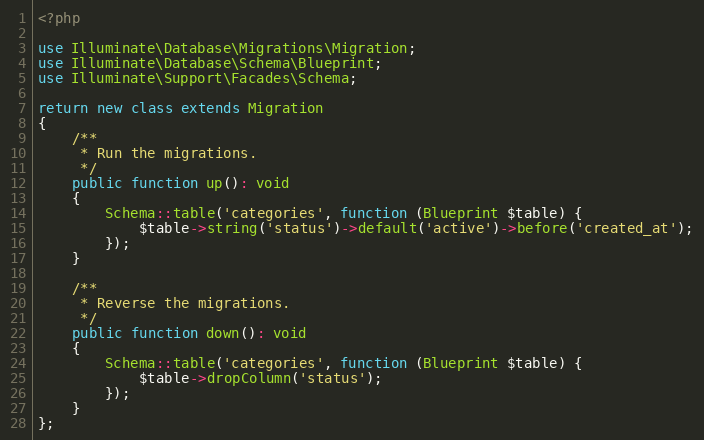 1 <?php
2
3 use Illuminate\Database\Migrations\Migration;
4 use Illuminate\Database\Schema\Blueprint;
5 use Illuminate\Support\Facades\Schema;
6
7 return new class extends Migration
8 {
9     /**
10      * Run the migrations.
11      */
12     public function up(): void
13     {
14         Schema::table('categories', function (Blueprint $table) {
15             $table->string('status')->default('active')->before('created_at');
16         });
17     }
18
19     /**
20      * Reverse the migrations.
21      */
22     public function down(): void
23     {
24         Schema::table('categories', function (Blueprint $table) {
25             $table->dropColumn('status');
26         });
27     }
28 };